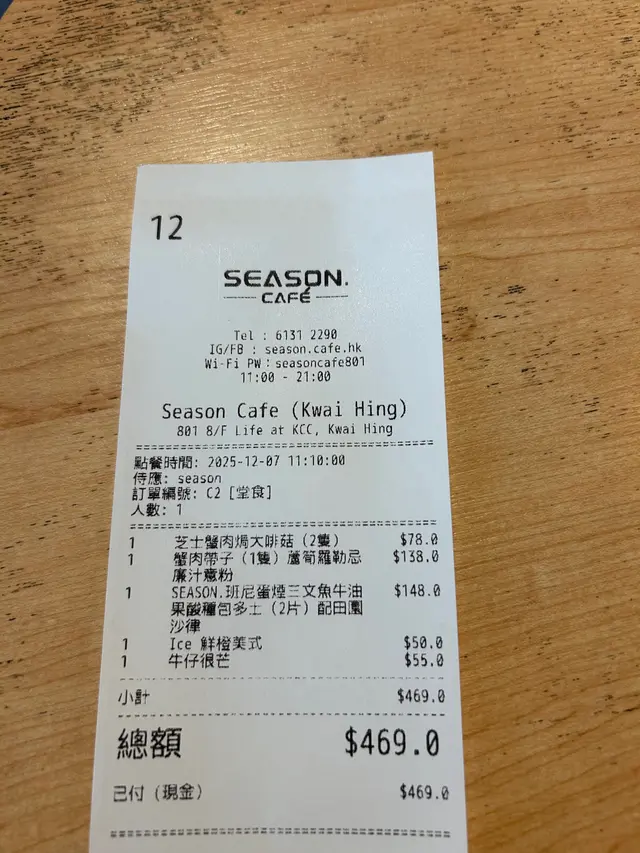 12
SEASON.
CAFÉ
Tel : 6131 2290
IG/FB : season.cafe.hk
Wi-Fi PW : seasoncafe801
11:00 - 21:00
Season Cafe (Kwai Hing)
801 8/F Life at KCC, Kwai Hing
點餐時間: 2025-12-07 11:10:00
侍應: season
訂單編號: C2 [堂食]
人數: 1
1 芝士蟹肉焗大啡菇（2隻） $78.0
1 蟹肉帶子（1隻）蘆筍羅勒忌 $138.0
廉汁意粉
1 SEASON.班尼蛋煙三文魚牛油 $148.0
果酸種包多士（2片）配田園
沙律
1 Ice 鮮橙美式 $50.0
1 牛仔很芒 $55.0
小計 $469.0
總額 $469.0
已付（現金） $469.0